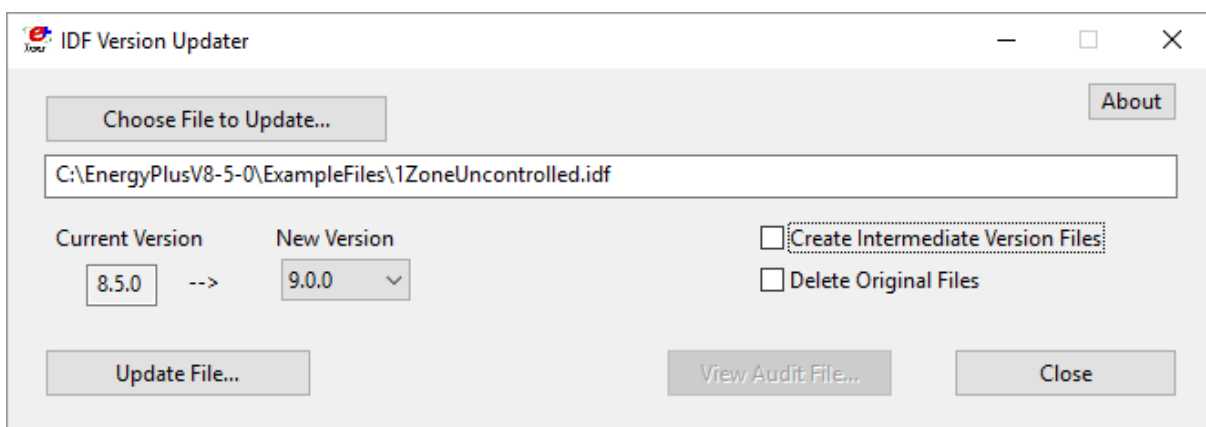 IDF Version Updater
About
Choose File to Update...
C:\EnergyPlusV8-5-0\ExampleFiles\1ZoneUncontrolled.idf
Current Version New Version
Create Intermediate Version Files
8.5.0 --> 9.0.0
Delete Original Files
Update File... View Audit File... Close